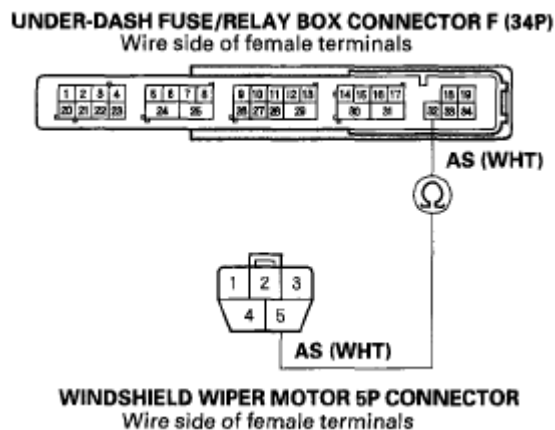 UNDER-DASH FUSE/RELAY BOX CONNECTOR F (34P)
Wire side of female terminals
1 2 3 4 5 6 7 8 9 10 11 12 13 14 15 16 17 18 19
20 21 22 23 24 25 26 27 28 29 30 31 32 33 34
AS (WHT)
Ω
1 2 3
4 5
AS (WHT)
WINDSHIELD WIPER MOTOR 5P CONNECTOR
Wire side of female terminals